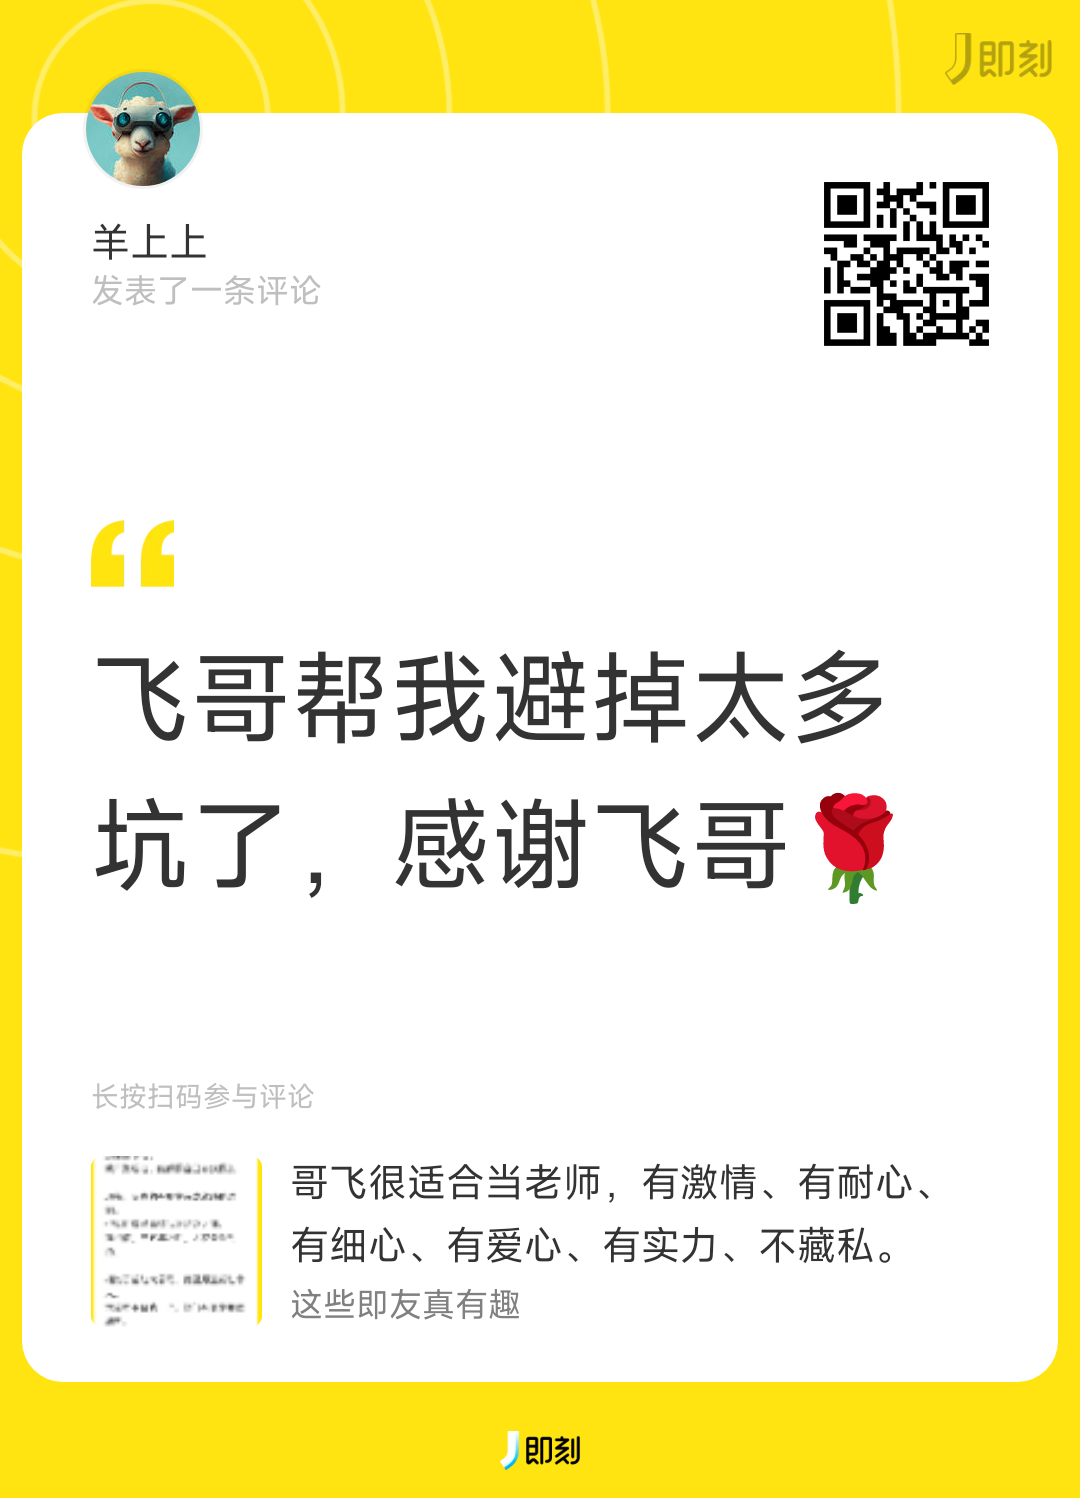 即刻
羊上上
发表了一条评论
飞哥帮我避掉太多
坑了，感谢飞哥🌹
长按扫码参与评论
哥飞很适合当老师，有激情、有耐心、
有细心、有爱心、有实力、不藏私。
这些即友真有趣
即刻